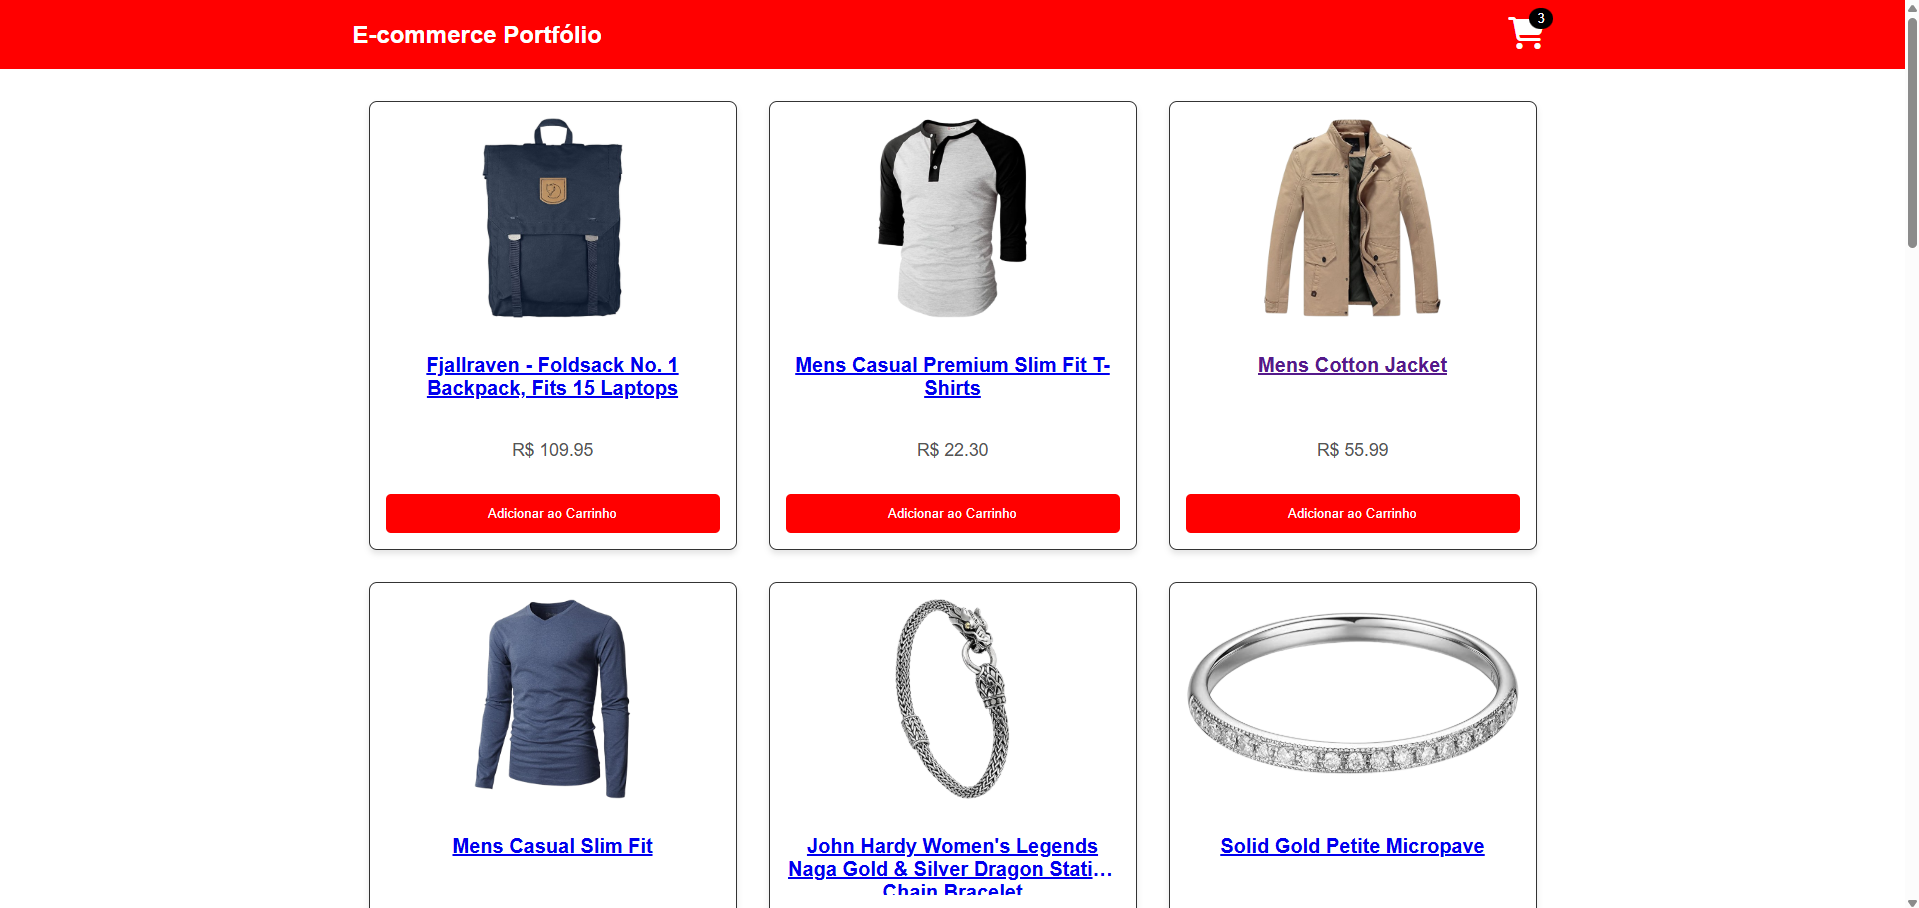 E-commerce Portfólio
3
Fjallraven - Foldsack No. 1
Backpack, Fits 15 Laptops
R$ 109.95
Adicionar ao Carrinho
Mens Casual Premium Slim Fit T-
Shirts
R$ 22.30
Adicionar ao Carrinho
Mens Cotton Jacket
R$ 55.99
Adicionar ao Carrinho
Mens Casual Slim Fit
John Hardy Women's Legends
Naga Gold & Silver Dragon Stati…
Chain Bracelet
Solid Gold Petite Micropave